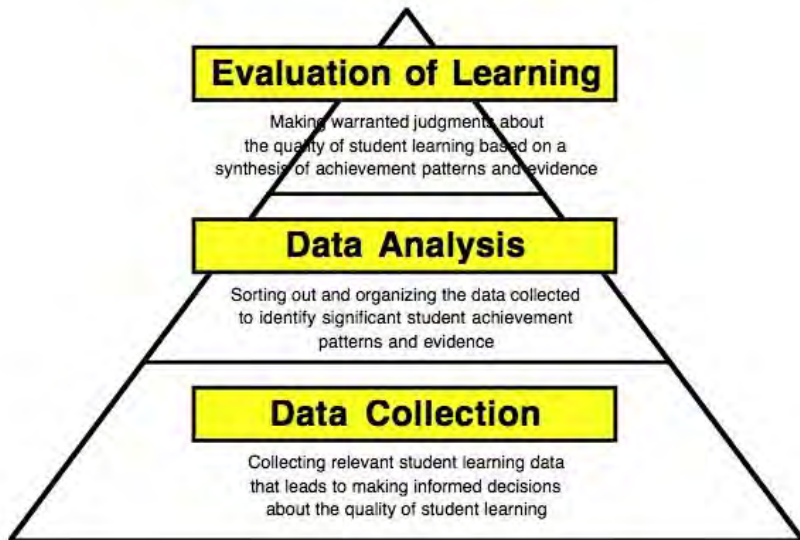 Evaluation of Learning
Making warranted judgments about
the quality of student learning based on a
synthesis of achievement patterns and evidence
Data Analysis
Sorting out and organizing the data collected
to identify significant student achievement
patterns and evidence
Data Collection
Collecting relevant student learning data
that leads to making informed decisions
about the quality of student learning